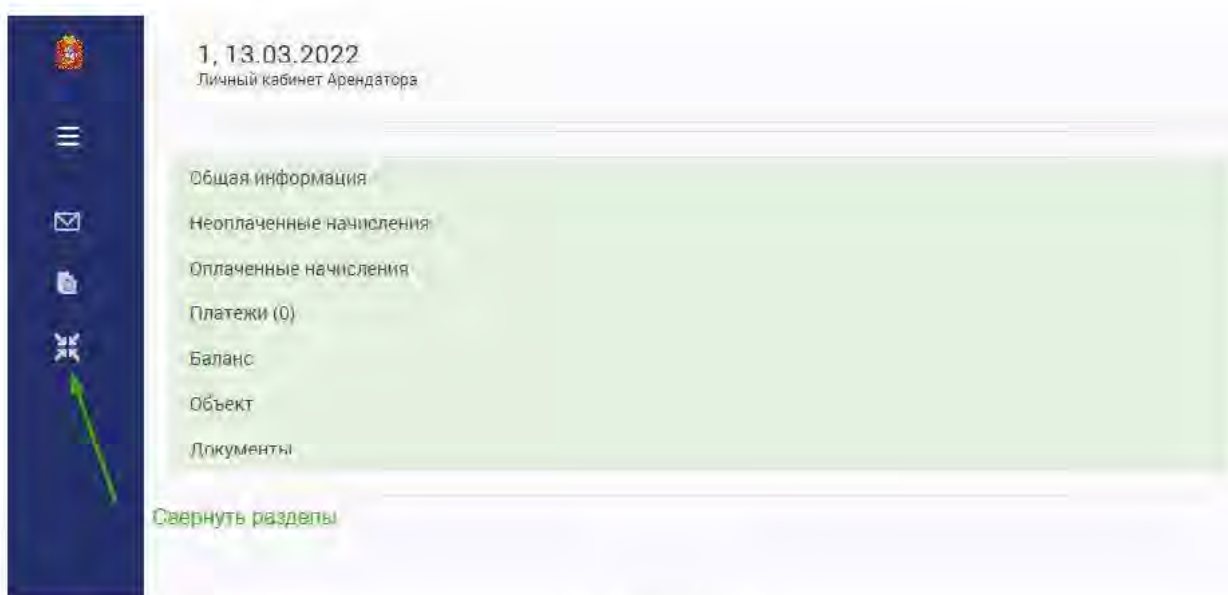 1, 13.03.2022
Личный кабинет Арендатора
Общая информация
Неоплаченные начисления
Оплаченные начисления
Платежи (0)
Баланс
Объект
Документы
Свернуть разделы